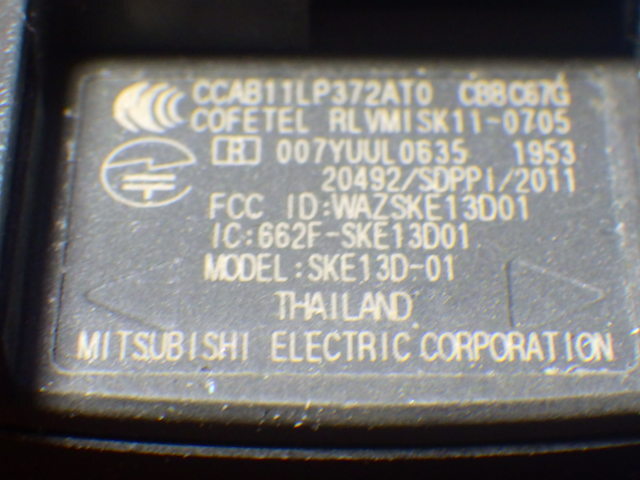 CCAB11LP372AT0 CBBC67G
COFETEL RLVMISK11-0705
R 007YUUL0635 1953
20492/SDPPI/2011
FCC ID:WAZSKE13D01
IC:662F-SKE13D01
MODEL:SKE13D-01
THAILAND
MITSUBISHI ELECTRIC CORPORATION